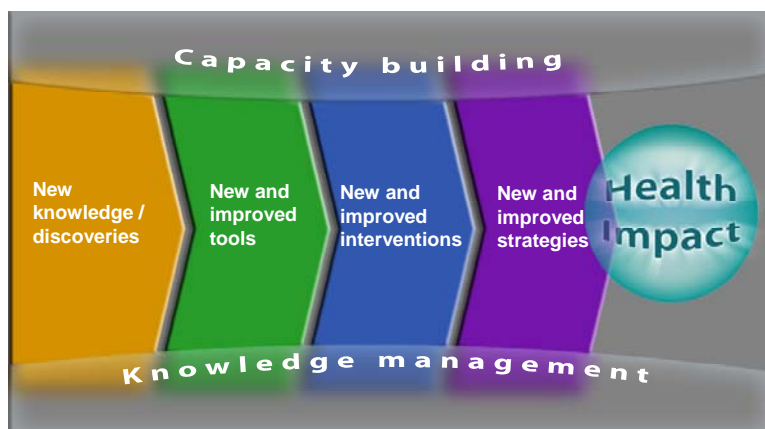 Capacity building
New
knowledge /
discoveries
New and
improved
tools
New and
improved
interventions
New and
improved
strategies
Health
Impact
Knowledge management